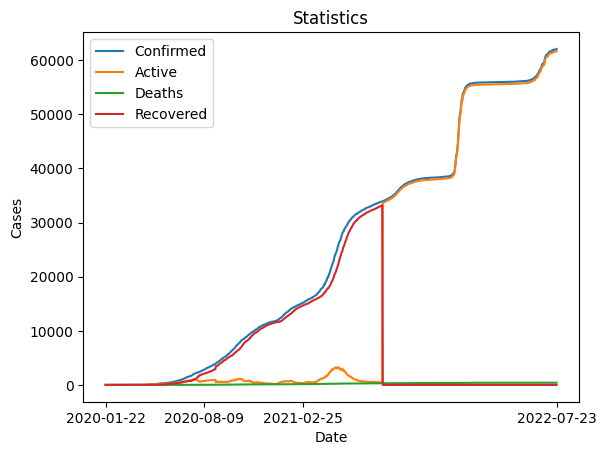 Statistics
Confirmed
Active
Deaths
Recovered
60000
50000
40000
30000
20000
10000
0
Cases
2020-01-22 2020-08-09 2021-02-25 2022-07-23
Date